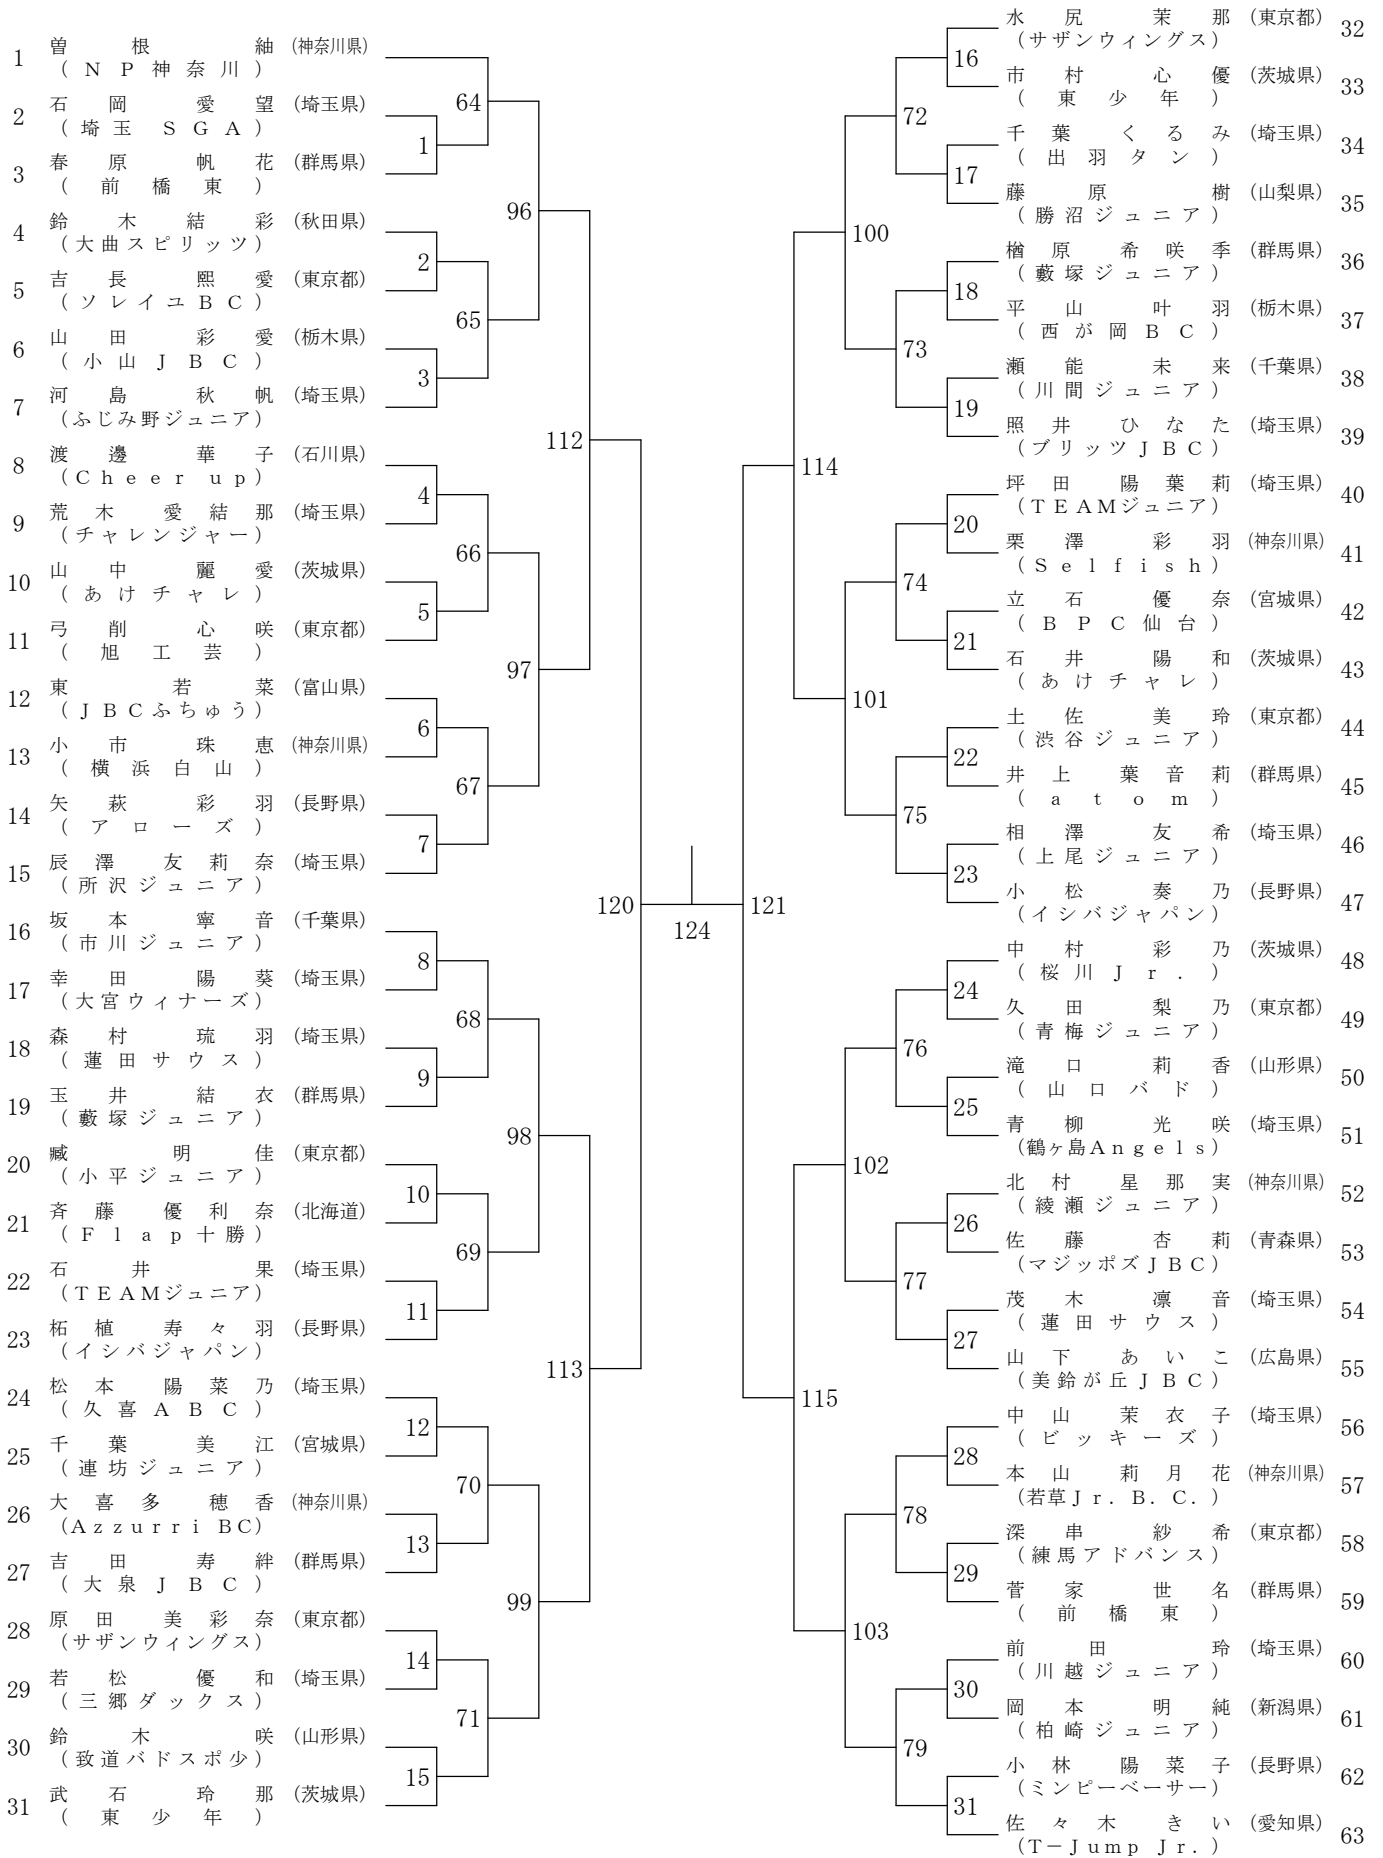 1 曽根 紬 (神奈川県)
(NP神奈川)
2 石岡 愛望 (埼玉県)
(埼玉 SGA)
3 春原 帆花 (群馬県)
(前橋東)
4 鈴木 結彩 (秋田県)
(大曲スピリッツ)
5 吉長 熙愛 (東京都)
(ソレイユBC)
6 山田 彩愛 (栃木県)
(小山JBC)
7 河島 秋帆 (埼玉県)
(ふじみ野ジュニア)
8 渡邊 華子 (石川県)
(Cheer up)
9 荒木 愛結那 (埼玉県)
(チャレンジャー)
10 山中 麗愛 (茨城県)
(あけチャレ)
11 弓削 心咲 (東京都)
(旭工芸)
12 東 若菜 (富山県)
(JBCふちゅう)
13 小市 珠恵 (神奈川県)
(横浜白山)
14 矢萩 彩羽 (長野県)
(アローズ)
15 辰澤 友莉奈 (埼玉県)
(所沢ジュニア)
16 坂本 寧音 (千葉県)
(市川ジュニア)
17 幸田 陽葵 (埼玉県)
(大宮ウィナーズ)
18 森村 琉羽 (埼玉県)
(蓮田サウス)
19 玉井 結衣 (群馬県)
(藪塚ジュニア)
20 臧 明佳 (東京都)
(小平ジュニア)
21 斉藤 優利奈 (北海道)
(Flap十勝)
22 石井 果 (埼玉県)
(TEAMジュニア)
23 柘植 寿々羽 (長野県)
(イシバジャパン)
24 松本 陽菜乃 (埼玉県)
(久喜ABC)
25 千葉 美江 (宮城県)
(連坊ジュニア)
26 大喜多 穂香 (神奈川県)
(Azzurri BC)
27 吉田 寿絆 (群馬県)
(大泉JBC)
28 原田 美彩奈 (東京都)
(サザンウィングス)
29 若松 優和 (埼玉県)
(三郷ダックス)
30 鈴木 咲 (山形県)
(致道バドスポ少)
31 武石 玲那 (茨城県)
(東少年)
1
2
3
4
5
6
7
8
9
10
11
12
13
14
15
64
65
66
67
68
69
70
71
96
97
98
99
112
113
120
124
121
114
115
100
101
102
103
72
73
74
75
76
77
78
79
16
17
18
19
20
21
22
23
24
25
26
27
28
29
30
31
水尻 茉那 (東京都) 32
(サザンウィングス)
市村 心優 (茨城県) 33
(東少年)
千葉 くるみ (埼玉県) 34
(出羽タン)
藤原 樹 (山梨県) 35
(勝沼ジュニア)
楢原 希咲季 (群馬県) 36
(藪塚ジュニア)
平山 叶羽 (栃木県) 37
(西が岡BC)
瀬能 未来 (千葉県) 38
(川間ジュニア)
照井 ひなた (埼玉県) 39
(ブリッツJBC)
坪田 陽葉莉 (埼玉県) 40
(TEAMジュニア)
栗澤 彩羽 (神奈川県) 41
(Selfish)
立石 優奈 (宮城県) 42
(BPC仙台)
石井 陽和 (茨城県) 43
(あけチャレ)
土佐 美玲 (東京都) 44
(渋谷ジュニア)
井上 葉音莉 (群馬県) 45
(atom)
相澤 友希 (埼玉県) 46
(上尾ジュニア)
小松 奏乃 (長野県) 47
(イシバジャパン)
中村 彩乃 (茨城県) 48
(桜川Jr.)
久田 梨乃 (東京都) 49
(青梅ジュニア)
滝口 莉香 (山形県) 50
(山口バド)
青柳 光咲 (埼玉県) 51
(鶴ヶ島Angels)
北村 星那実 (神奈川県) 52
(綾瀬ジュニア)
佐藤 杏莉 (青森県) 53
(マジッポズJBC)
茂木 凛音 (埼玉県) 54
(蓮田サウス)
山下 あいこ (広島県) 55
(美鈴が丘JBC)
中山 茉衣子 (埼玉県) 56
(ビッキーズ)
本山 莉月花 (神奈川県) 57
(若草Jr.B.C.)
深串 紗希 (東京都) 58
(練馬アドバンス)
菅家 世名 (群馬県) 59
(前橋東)
前田 玲 (埼玉県) 60
(川越ジュニア)
岡本 明純 (新潟県) 61
(柏崎ジュニア)
小林 陽菜子 (長野県) 62
(ミンピーベーサー)
佐々木 きい (愛知県) 63
(T－Jump Jr.)